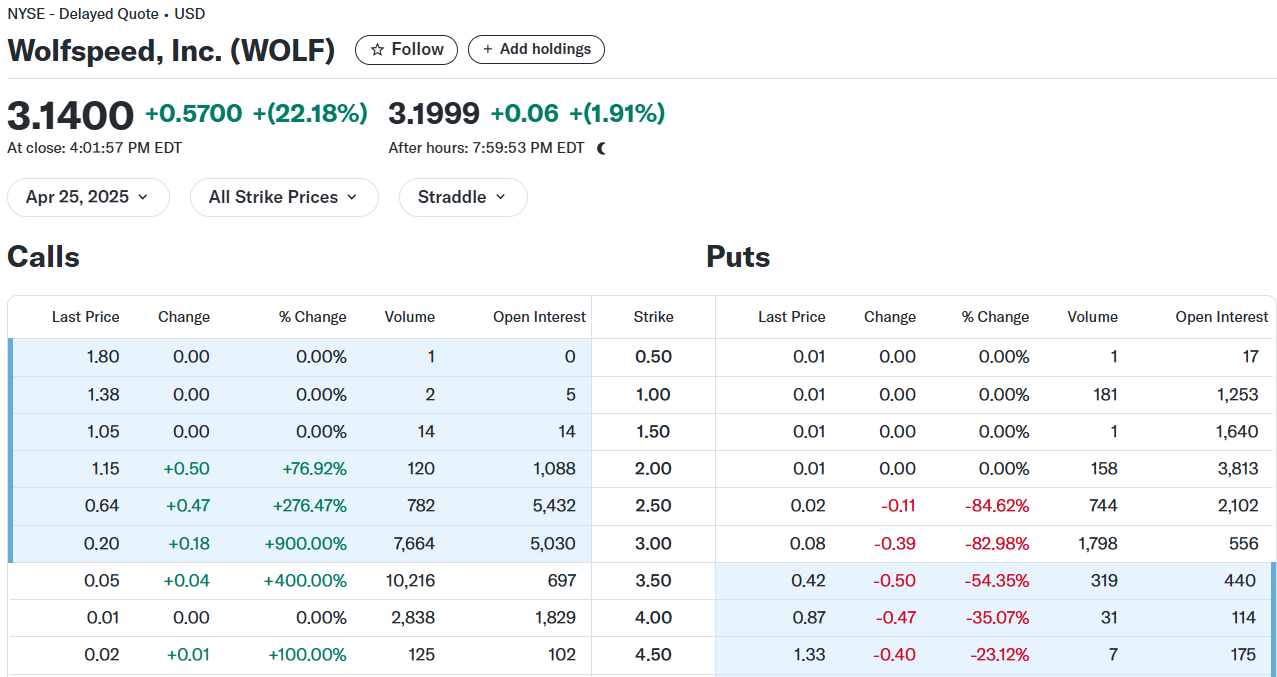 NYSE - Delayed Quote • USD
Wolfspeed, Inc. (WOLF) Follow + Add holdings
3.1400 +0.5700 +(22.18%) 3.1999 +0.06 +(1.91%)
At close: 4:01:57 PM EDT After hours: 7:59:53 PM EDT
Apr 25, 2025 All Strike Prices Straddle
Calls Puts
Last Price Change % Change Volume Open Interest Strike Last Price Change % Change Volume Open Interest
1.80 0.00 0.00% 1 0 0.50 0.01 0.00 0.00% 1 17
1.38 0.00 0.00% 2 5 1.00 0.01 0.00 0.00% 181 1,253
1.05 0.00 0.00% 14 14 1.50 0.01 0.00 0.00% 1 1,640
1.15 +0.50 +76.92% 120 1,088 2.00 0.01 0.00 0.00% 158 3,813
0.64 +0.47 +276.47% 782 5,432 2.50 0.02 -0.11 -84.62% 744 2,102
0.20 +0.18 +900.00% 7,664 5,030 3.00 0.08 -0.39 -82.98% 1,798 556
0.05 +0.04 +400.00% 10,216 697 3.50 0.42 -0.50 -54.35% 319 440
0.01 0.00 0.00% 2,838 1,829 4.00 0.87 -0.47 -35.07% 31 114
0.02 +0.01 +100.00% 125 102 4.50 1.33 -0.40 -23.12% 7 175